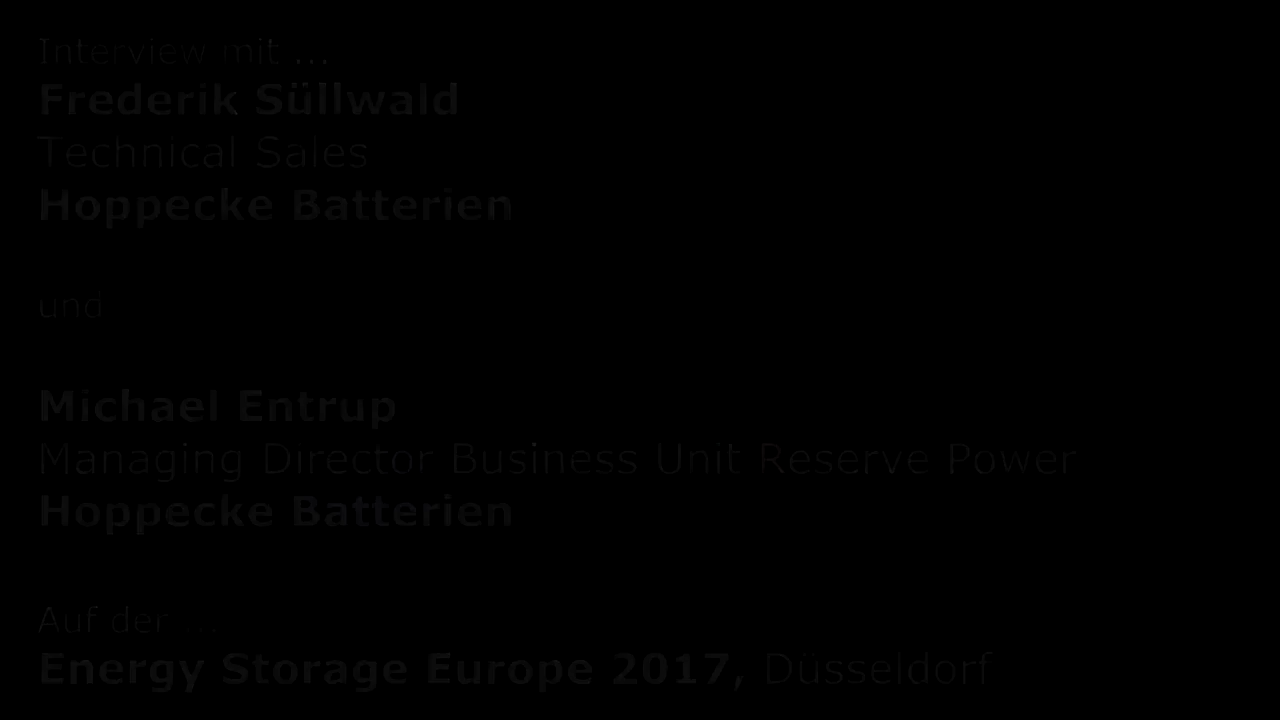 Interview mit ...
Frederik Süllwald
Technical Sales
Hoppecke Batterien
und
Michael Entrup
Managing Director Business Unit Reserve Power
Hoppecke Batterien
Auf der ...
Energy Storage Europe 2017, Düsseldorf